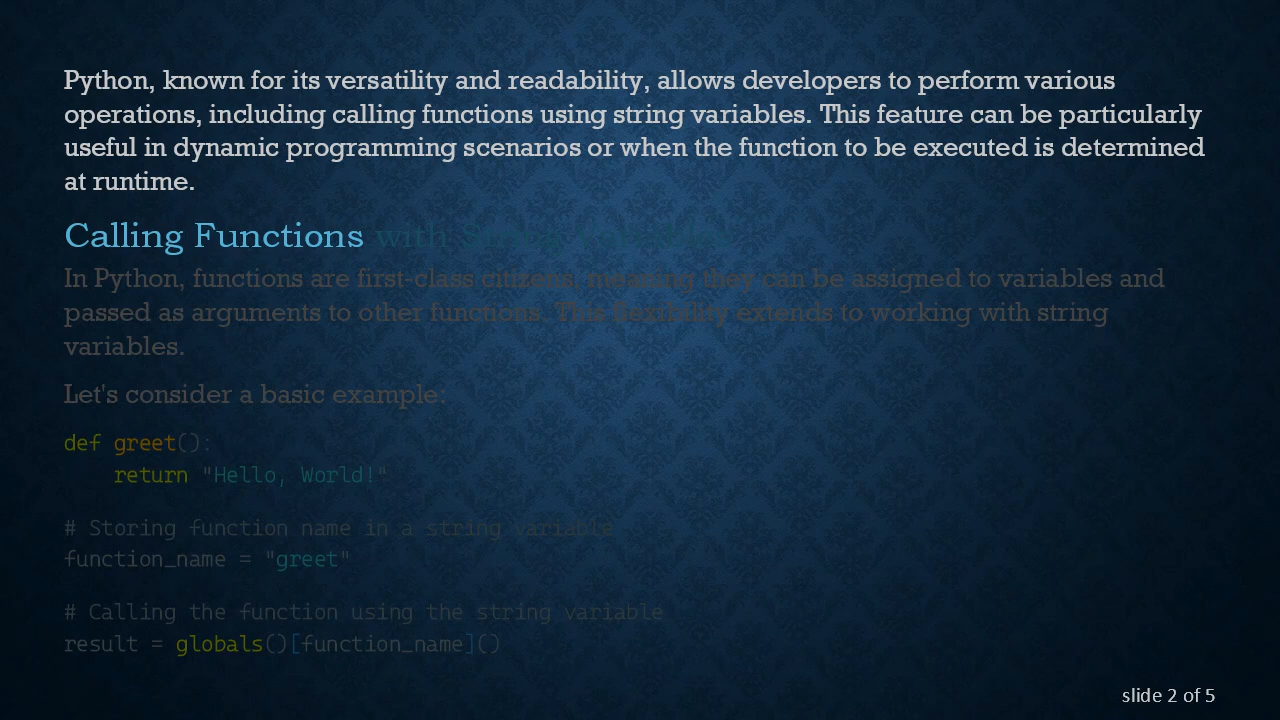 Python, known for its versatility and readability, allows developers to perform various
operations, including calling functions using string variables. This feature can be particularly
useful in dynamic programming scenarios or when the function to be executed is determined
at runtime.
Calling Functions with String Variables
In Python, functions are first-class citizens, meaning they can be assigned to variables and
passed as arguments to other functions. This flexibility extends to working with string
variables.
Let's consider a basic example:
def greet():
    return "Hello, World!"
# Storing function name in a string variable
function_name = "greet"
# Calling the function using the string variable
result = globals()[function_name]()
slide 2 of 5